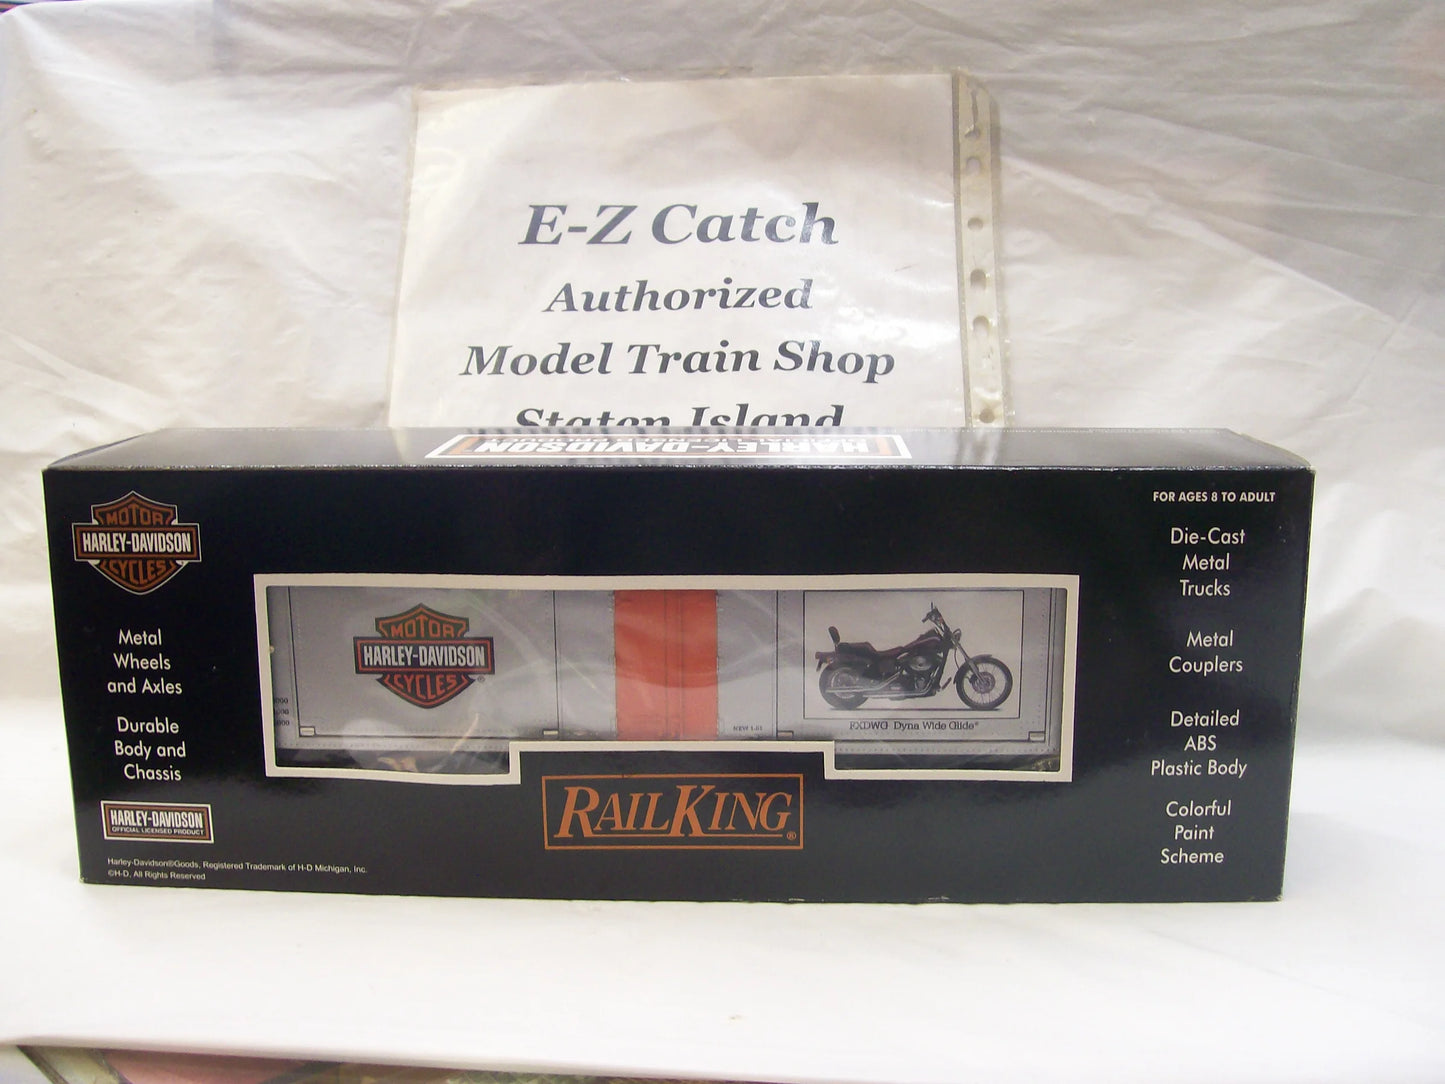 E-Z Catch
Authorized
Model Train Shop
Staten Island
HARLEY-DAVIDSON
MOTOR
HARLEY-DAVIDSON
CYCLES
Metal
Wheels
and Axles
Durable
Body and
Chassis
HARLEY-DAVIDSON
OFFICIAL LICENSED PRODUCT
Harley-Davidson®Goods, Registered Trademark of H-D Michigan, Inc.
©H-D, All Rights Reserved
MOTOR
HARLEY-DAVIDSON
CYCLES®
NEW 1-01
FXDWG Dyna Wide Glide®
RAILKING®
FOR AGES 8 TO ADULT
Die-Cast
Metal
Trucks
Metal
Couplers
Detailed
ABS
Plastic Body
Colorful
Paint
Scheme